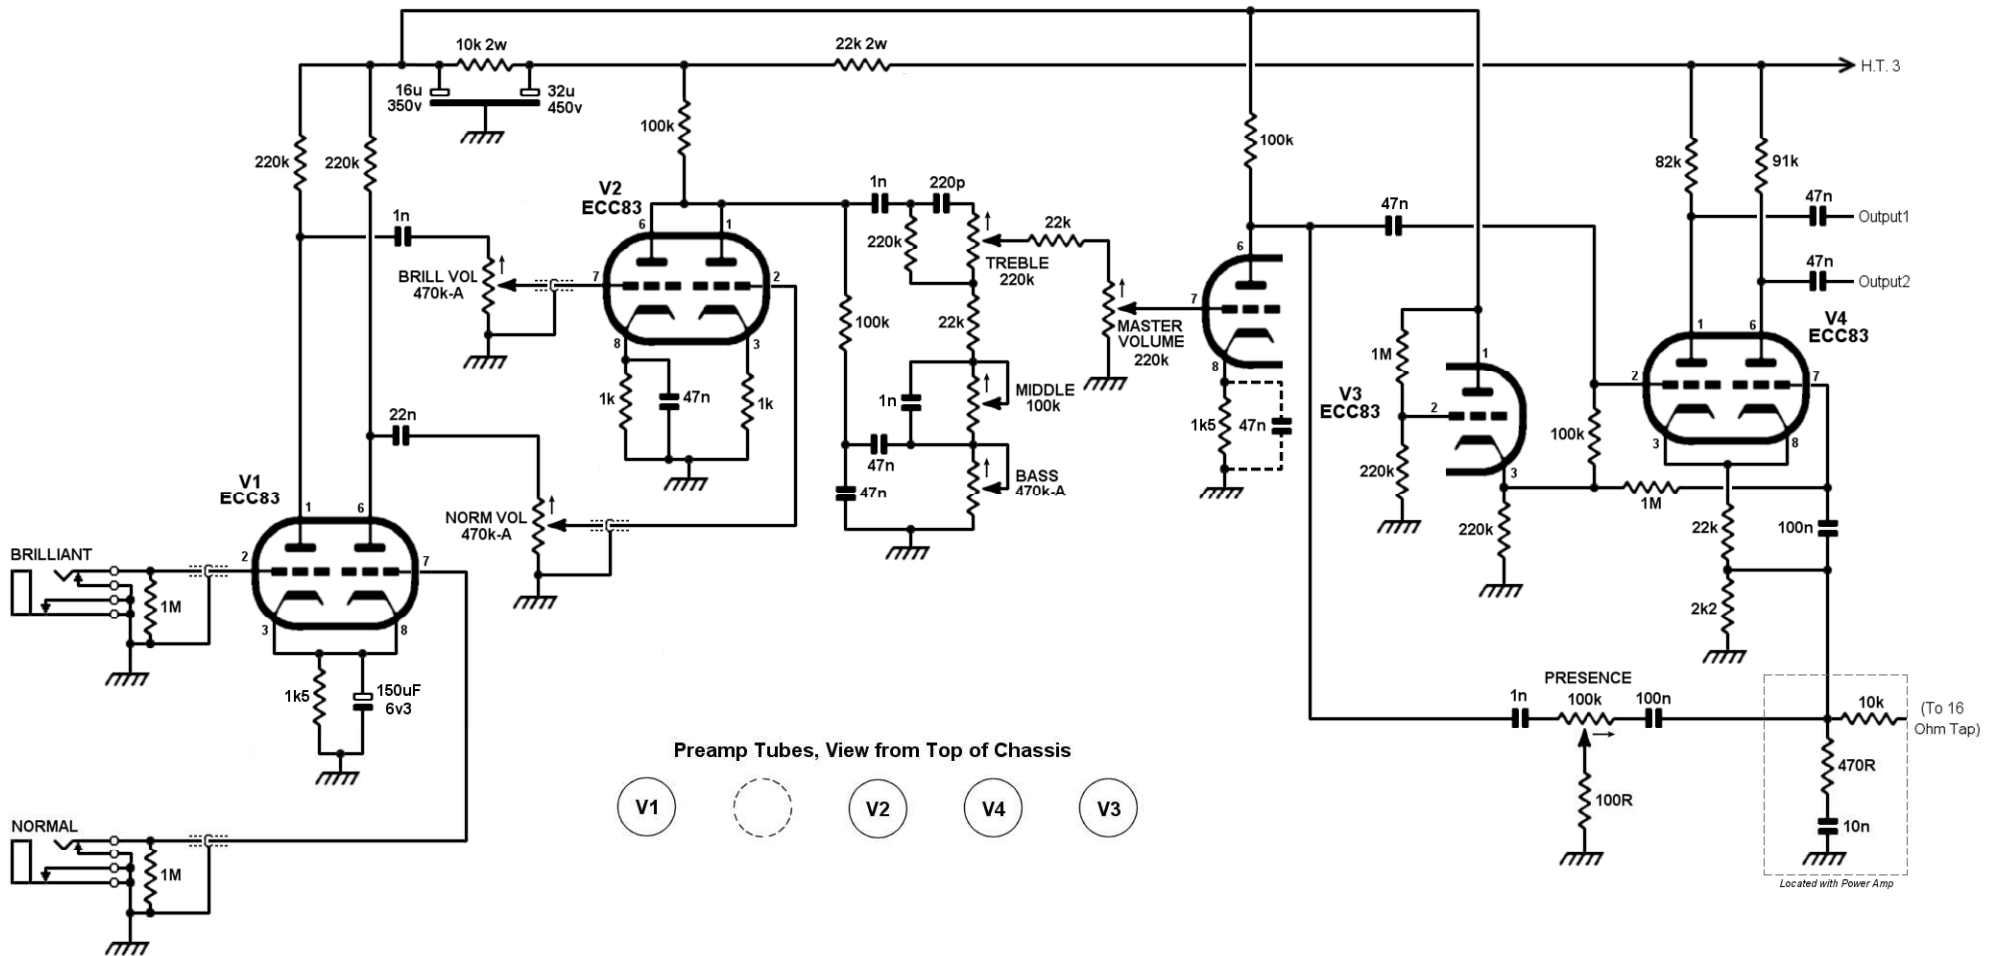 10k 2w
22k 2w
H.T. 3
16u
350v
32u
450v
220k
220k
100k
100k
82k
91k
V2
ECC83
6
1
7
2
8
3
1n
BRILL VOL
470k-A
1n
220p
220k
TREBLE
220k
22k
22k
100k
MASTER
VOLUME
220k
MIDDLE
100k
1n
47n
47n
BASS
470k-A
1k
47n
1k
6
7
8
1k5
47n
47n
47n
Output1
47n
Output2
V4
ECC83
1
6
2
7
3
8
1M
V3
ECC83
1
2
3
220k
220k
100k
1M
22k
100n
2k2
22n
NORM VOL
470k-A
V1
ECC83
1
6
2
7
3
8
BRILLIANT
1M
1k5
150uF
6v3
NORMAL
1M
PRESENCE
1n
100k
100n
100R
10k
(To 16
Ohm Tap)
470R
10n
Located with Power Amp
Preamp Tubes, View from Top of Chassis
V1
V2
V4
V3